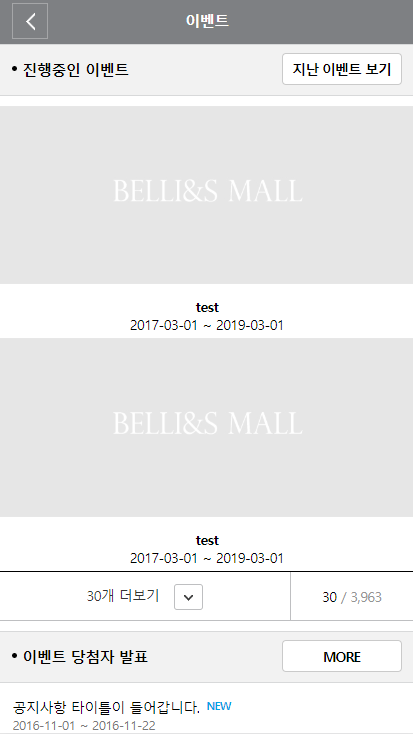 이벤트
• 진행중인 이벤트
지난 이벤트 보기
BELLI&S MALL
test
2017-03-01 ~ 2019-03-01
BELLI&S MALL
test
2017-03-01 ~ 2019-03-01
30개 더보기
30 / 3,963
• 이벤트 당첨자 발표
MORE
공지사항 타이틀이 들어갑니다. NEW
2016-11-01 ~ 2016-11-22